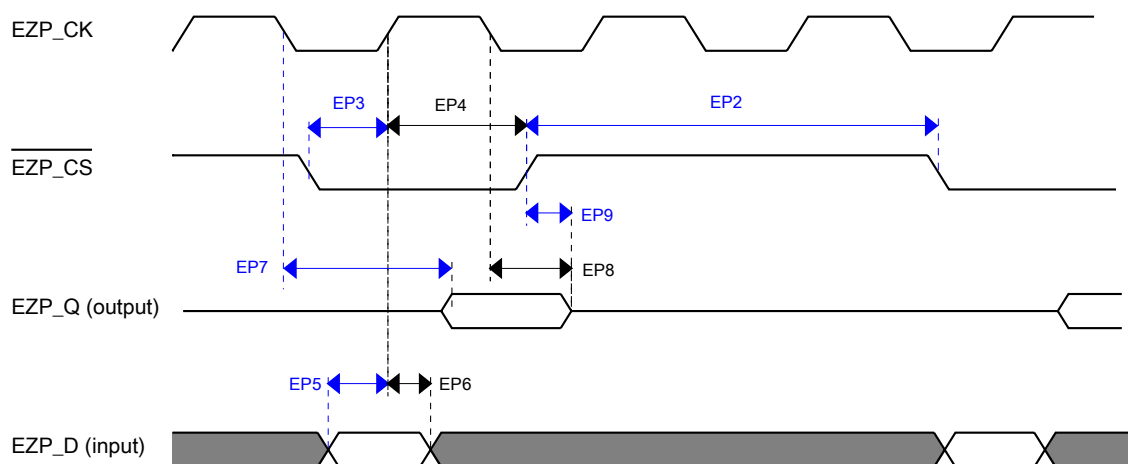 EZP_CK
EP3
EP4
EP2
EZP_CS
EP9
EP7
EP8
EZP_Q (output)
EP5
EP6
EZP_D (input)